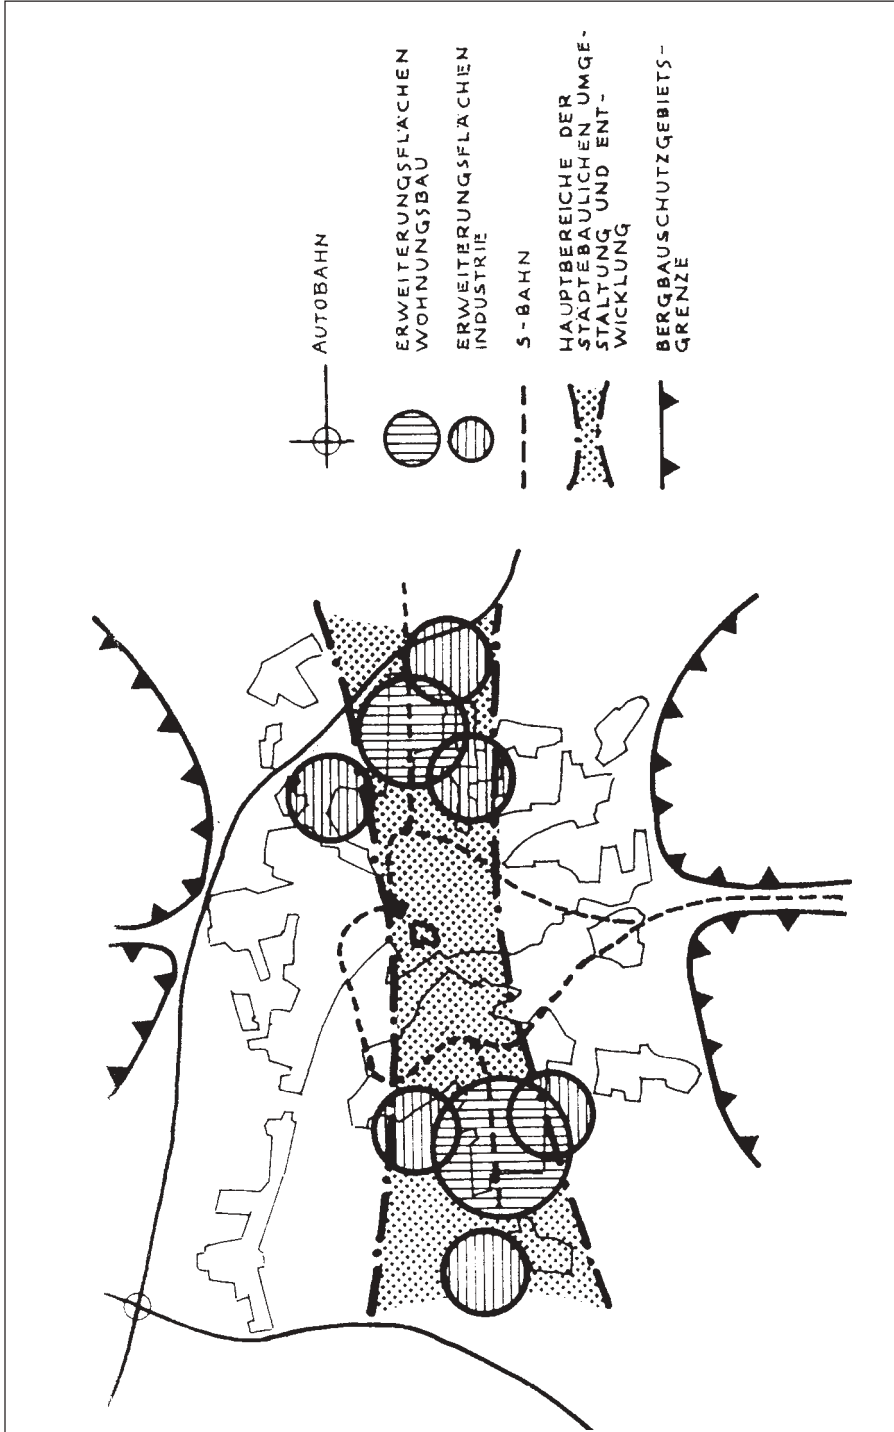 AUTOBAHN
ERWEITERUNGSFLÄCHEN
WOHNUNGSBAU
ERWEITERUNGSFLÄCHEN
INDUSTRIE
S-BAHN
HAUPTBEREICHE DER
STÄDTEBAULICHEN UMGE-
STALTUNG UND ENT-
WICKLUNG
BERGBAUSCHUTZGEBIETS-
GRENZE